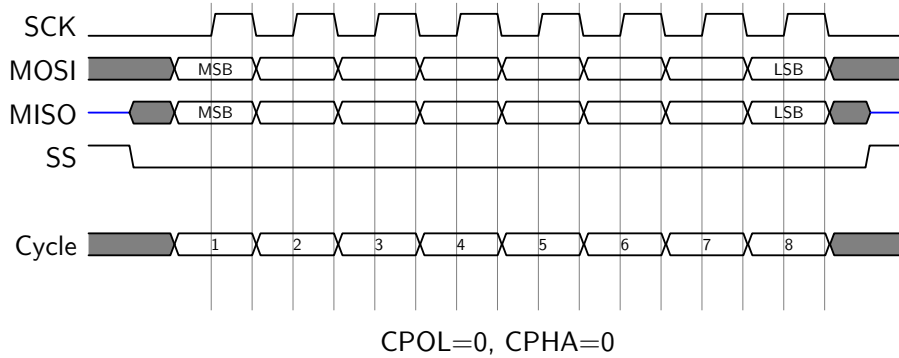 SCK
MOSI MSB LSB
MISO MSB LSB
SS
Cycle 1 2 3 4 5 6 7 8
CPOL=0, CPHA=0